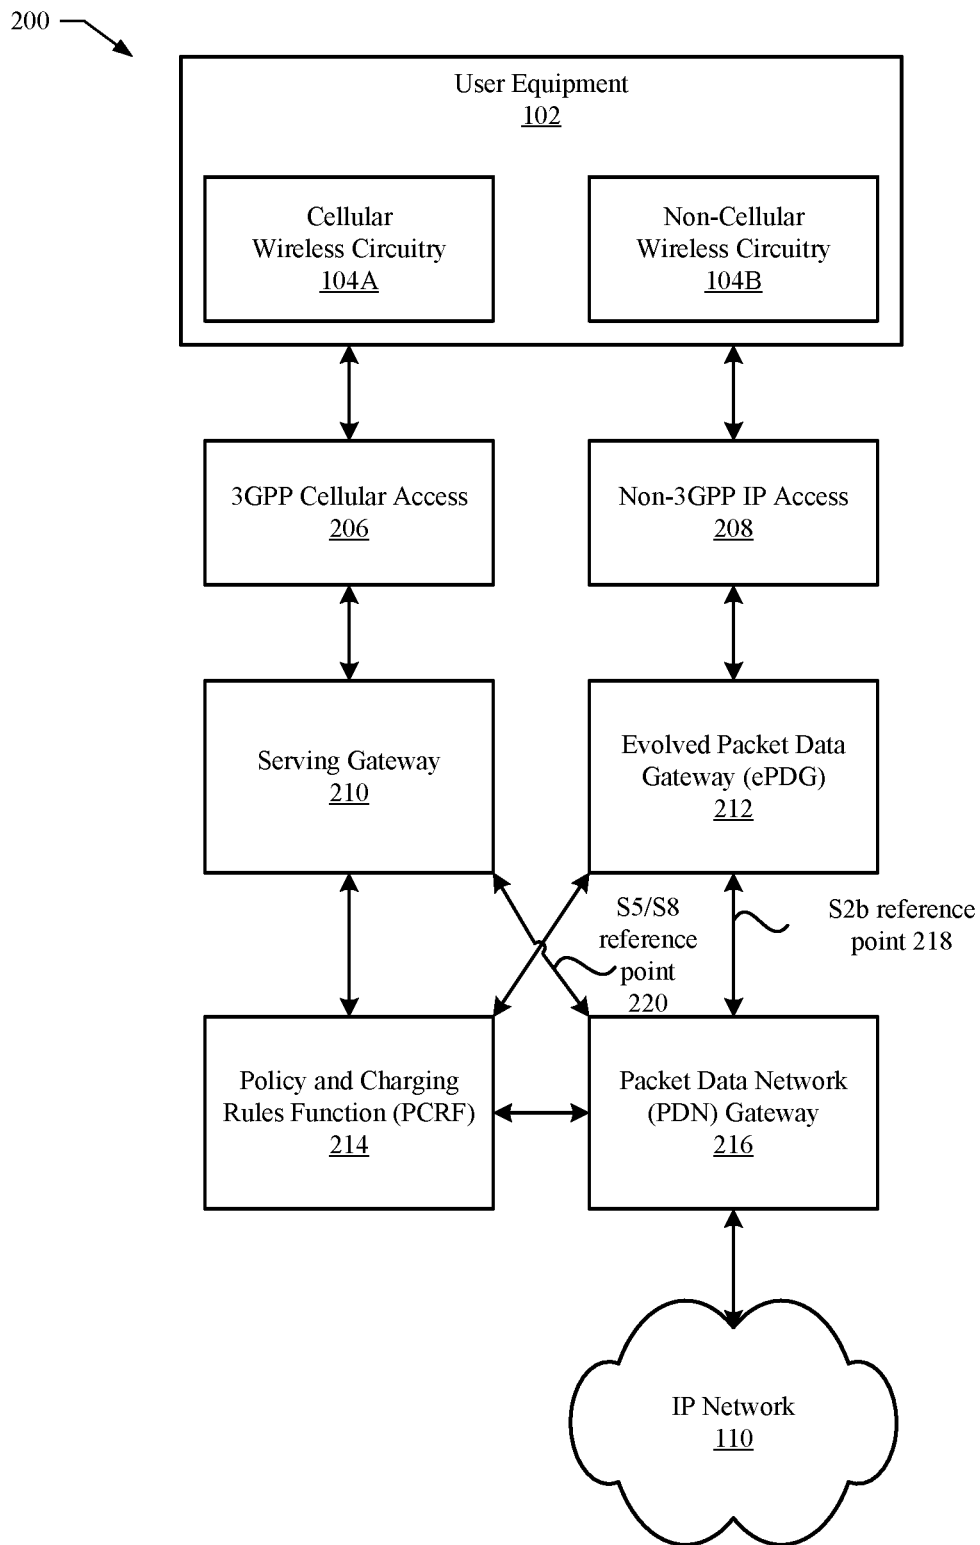 200
User Equipment
102
Cellular
Wireless Circuitry
104A
Non-Cellular
Wireless Circuitry
104B
3GPP Cellular Access
206
Non-3GPP IP Access
208
Serving Gateway
210
Evolved Packet Data
Gateway (ePDG)
212
S5/S8
reference
point
220
S2b reference
point 218
Policy and Charging
Rules Function (PCRF)
214
Packet Data Network
(PDN) Gateway
216
IP Network
110